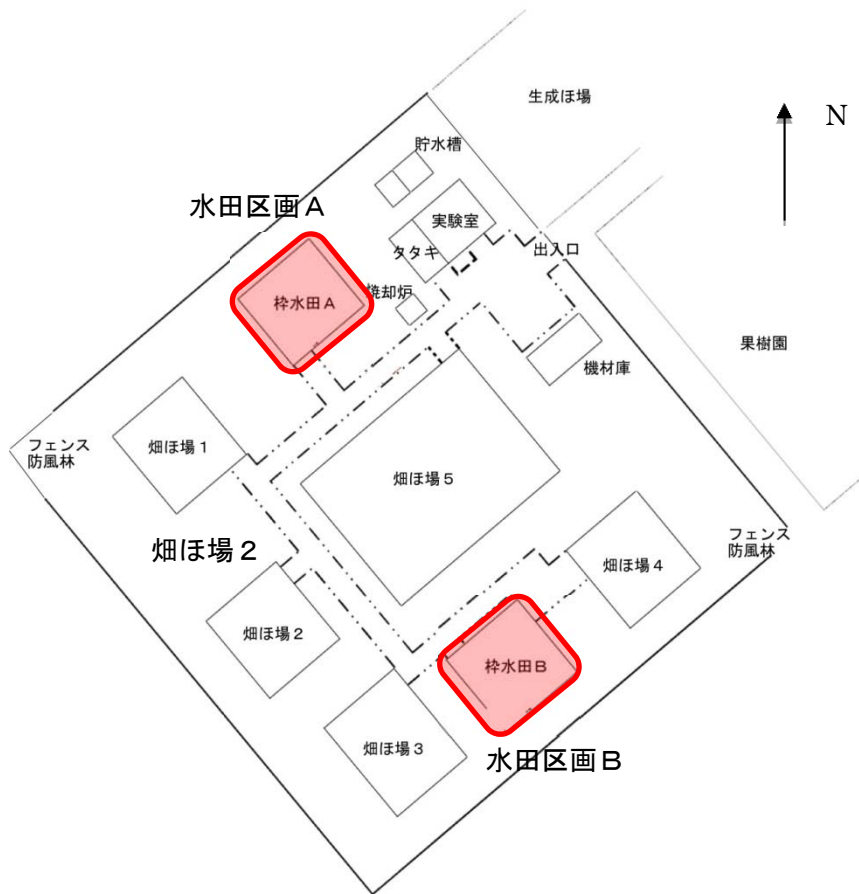 生成ほ場
貯水槽
N
水田区画A
実験室
タタキ
出入口
枠水田A
焼却炉
果樹園
機材庫
フェンス
防風林
畑ほ場1
畑ほ場5
フェンス
防風林
畑ほ場2
畑ほ場4
畑ほ場2
枠水田B
畑ほ場3
水田区画B